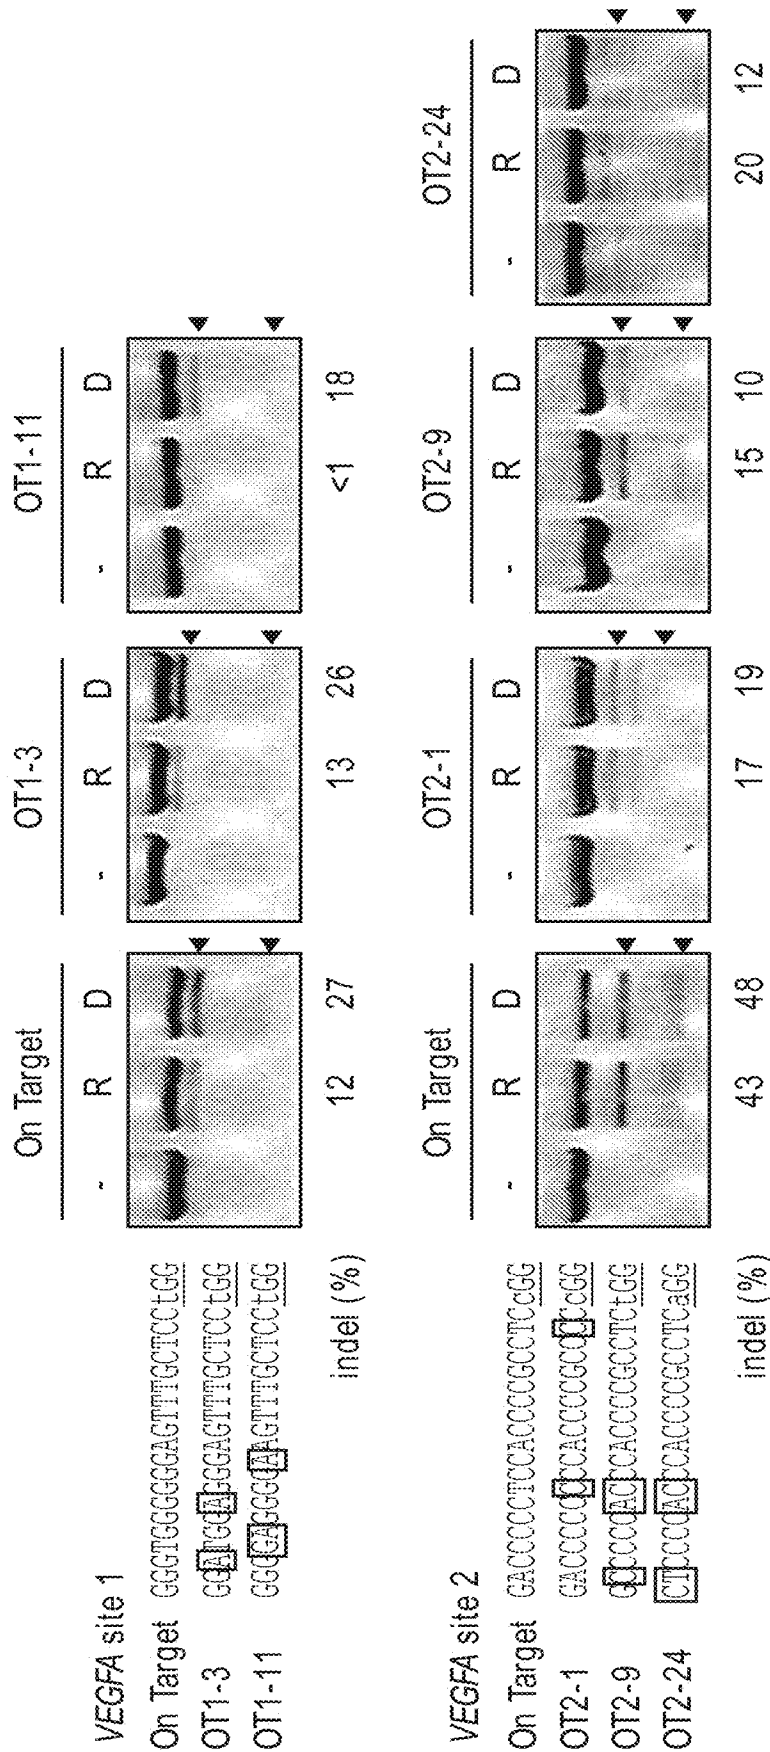 VEGFA site 1
On Target GGGTGGGGGGAGTTTGCTCCtGG
OT1-3 GGATGGAGGGAGTTTGCTCCtGG
OT1-11 GGGGAGGGGAAGTTTGCTCCtGG
indel (%)
On Target
- R D
12 27
OT1-3
- R D
13 26
OT1-11
- R D
<1 18
VEGFA site 2
On Target GACCCCCTCCACCCCGCCTCcGG
OT2-1 GACCCCCCCCACCCCGCCCCcGG
OT2-9 GCCCCCACCCACCCCGCCTCtGG
OT2-24 CTCCCCACCCACCCCGCCTCaGG
indel (%)
On Target
- R D
43 48
OT2-1
- R D
17 19
OT2-9
- R D
15 10
OT2-24
- R D
20 12